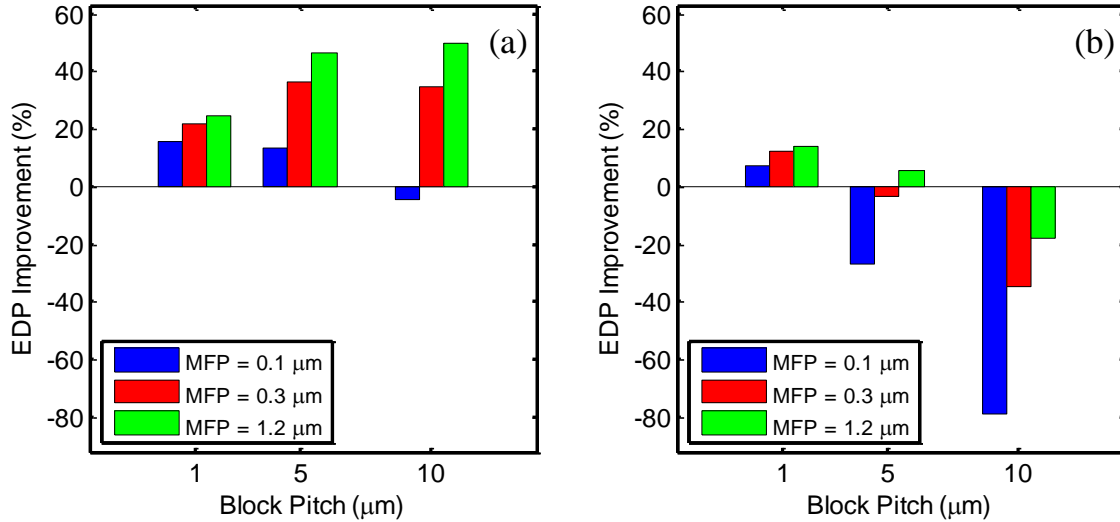 60
40
20
0
-20
-40
-60
-80
EDP Improvement (%)
(a)
MFP = 0.1 μm
MFP = 0.3 μm
MFP = 1.2 μm
1 5 10
Block Pitch (μm)
60
40
20
0
-20
-40
-60
-80
EDP Improvement (%)
(b)
MFP = 0.1 μm
MFP = 0.3 μm
MFP = 1.2 μm
1 5 10
Block Pitch (μm)